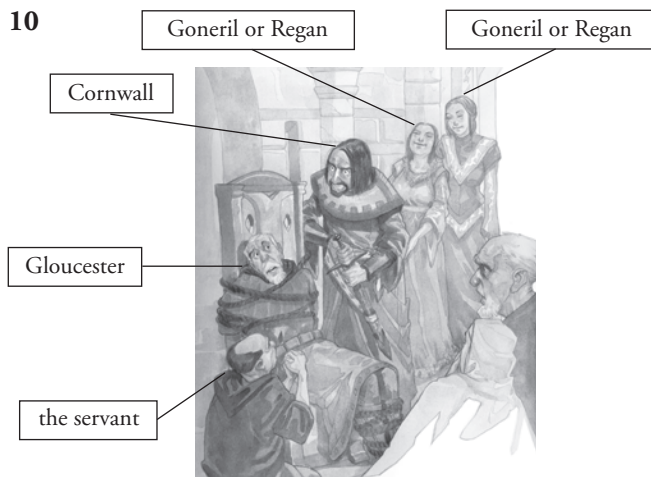 10
Goneril or Regan
Goneril or Regan
Cornwall
Gloucester
the servant